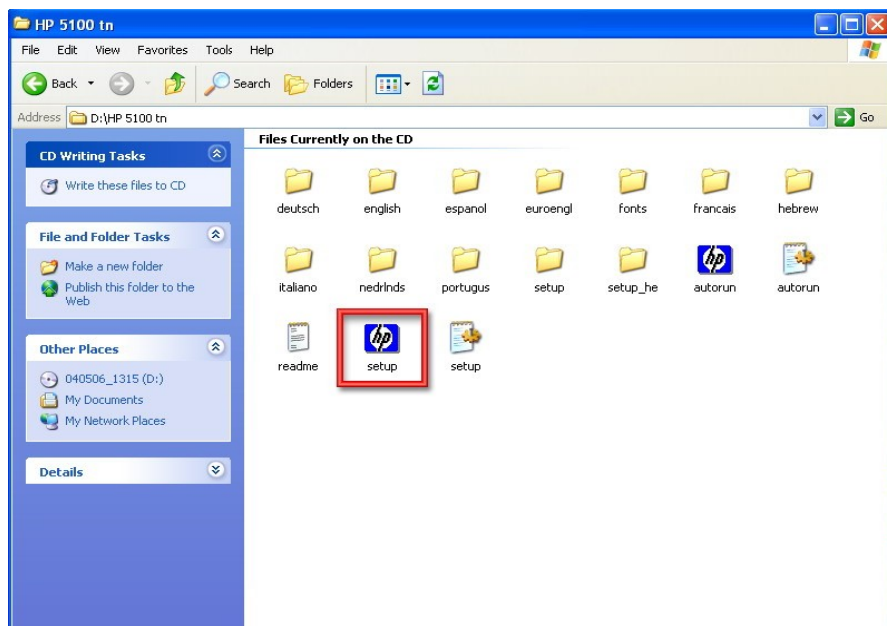 HP 5100 tn
File Edit View Favorites Tools Help
Back Search Folders
Address D:\HP 5100 tn Go
CD Writing Tasks
Write these files to CD
File and Folder Tasks
Make a new folder
Publish this folder to the
Web
Other Places
040506_1315 (D:)
My Documents
My Network Places
Details
Files Currently on the CD
deutsch english espanol euroengl fonts francais hebrew
hp
italiano nedrlnds portugus setup setup_he autorun autorun
hp
readme setup setup